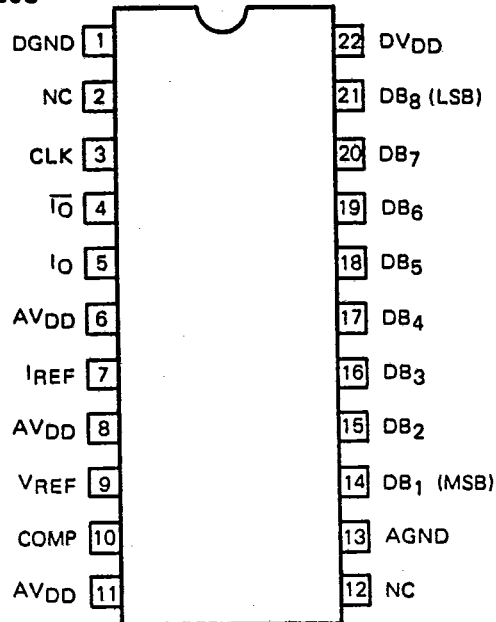 DGND 1
NC 2
CLK 3
I̅O̅ 4
IO 5
AVDD 6
IREF 7
AVDD 8
VREF 9
COMP 10
AVDD 11
22 DVDD
21 DB8 (LSB)
20 DB7
19 DB6
18 DB5
17 DB4
16 DB3
15 DB2
14 DB1 (MSB)
13 AGND
12 NC